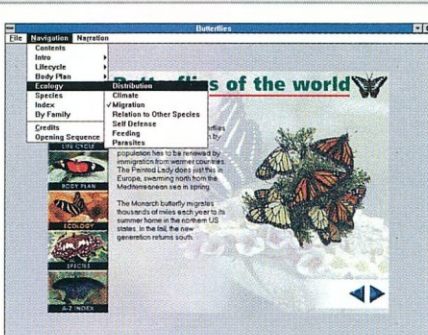 Butterflies
File Navigation Narration
Contents
Intro
Lifecycle
Body Plan
Ecology
Species
Index
By Family
Credits
Opening Sequence
Distribution
Climate
✓Migration
Relation to Other Species
Self Defense
Feeding
Parasites
flies of the world
LIFE CYCLE
BODY PLAN
ECOLOGY
SPECIES
A-Z INDEX
population has to be renewed by
immigration from warmer countries.
The Painted Lady does just this in
Europe, swarming north from the
Mediterranean sea in spring.
The Monarch butterfly migrates
thousands of miles each year to its
summer home in the northern US
states. In the fall, the new
generation returns south.